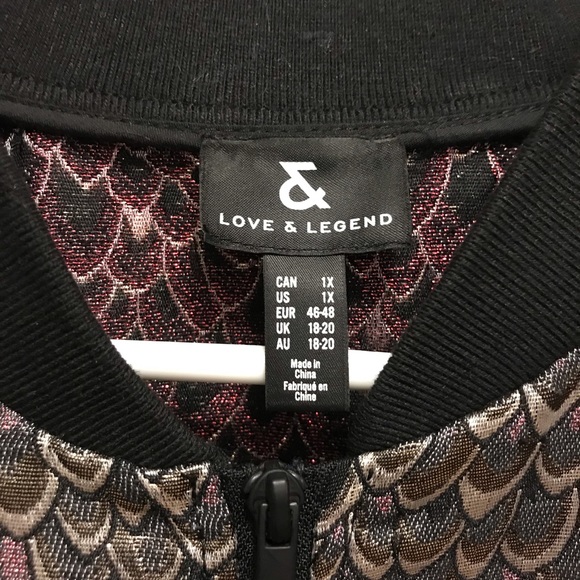 &
LOVE & LEGEND
CAN 1X
US 1X
EUR 46-48
UK 18-20
AU 18-20
Made in
China
Fabriqué en
Chine